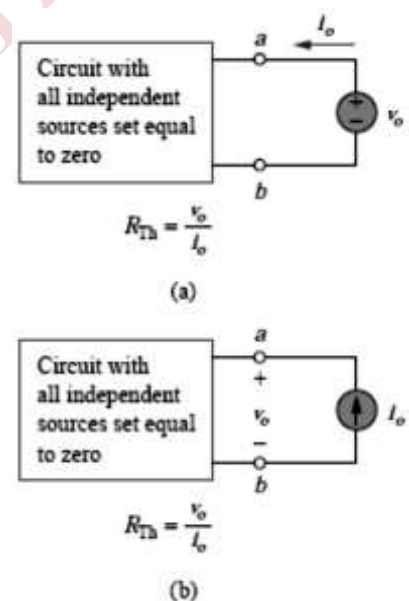 i_o
a
Circuit with
all independent
sources set equal
to zero
+
−
v_o
b
R_Th = v_o / i_o
(a)
a
Circuit with
all independent
sources set equal
to zero
+
v_o
−
i_o
b
R_Th = v_o / i_o
(b)